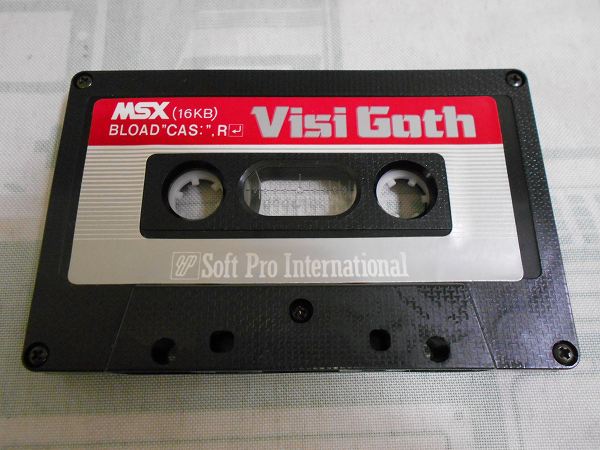 MSX (16KB)
BLOAD"CAS:",R↵
Visi Goth
Soft Pro International